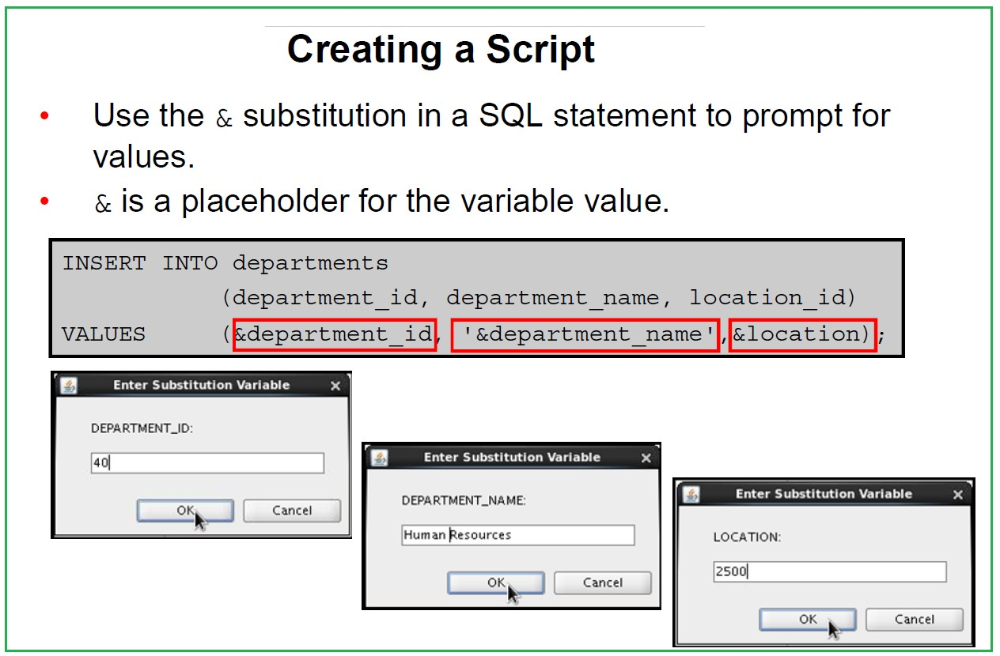 Creating a Script
• Use the & substitution in a SQL statement to prompt for
values.
• & is a placeholder for the variable value.
INSERT INTO departments
(department_id, department_name, location_id)
VALUES (&department_id, '&department_name',&location);
Enter Substitution Variable
DEPARTMENT_ID:
40
OK Cancel
Enter Substitution Variable
DEPARTMENT_NAME:
Human Resources
OK Cancel
Enter Substitution Variable
LOCATION:
2500
OK Cancel